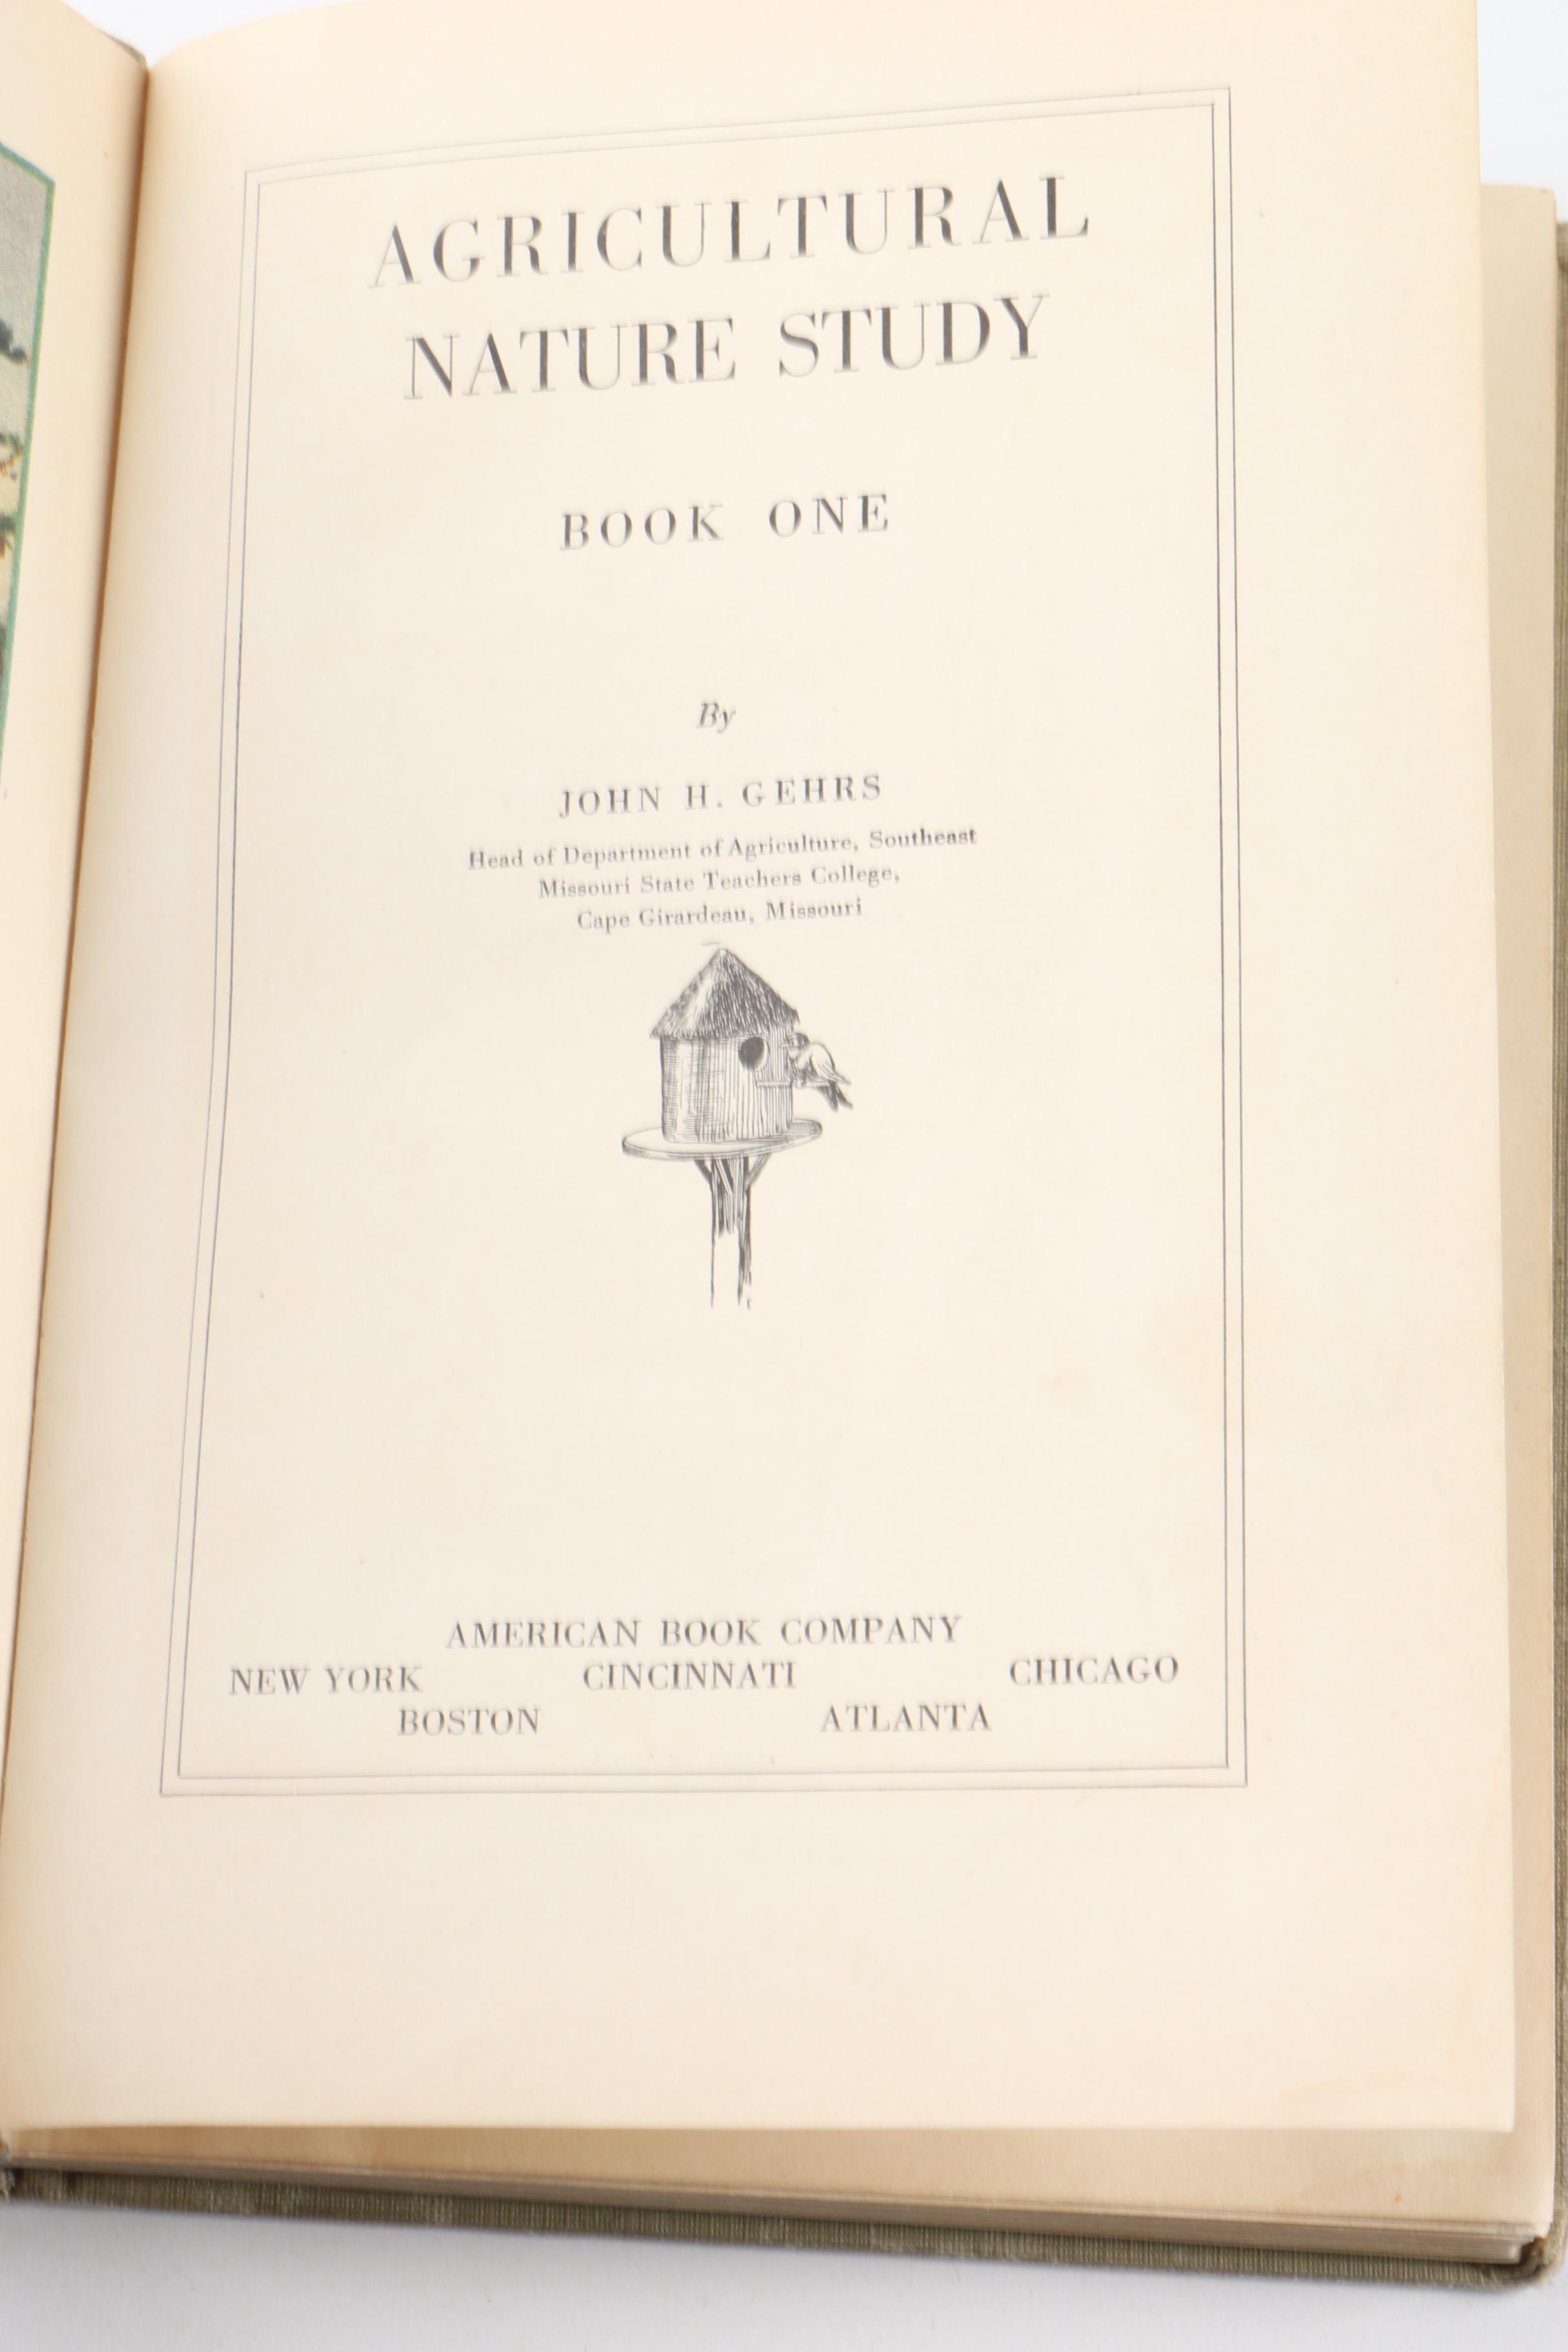 AGRICULTURAL
NATURE STUDY
BOOK ONE
By
JOHN H. GEHRS
Head of Department of Agriculture, Southeast
Missouri State Teachers College,
Cape Girardeau, Missouri
AMERICAN BOOK COMPANY
NEW YORK CINCINNATI CHICAGO
BOSTON ATLANTA